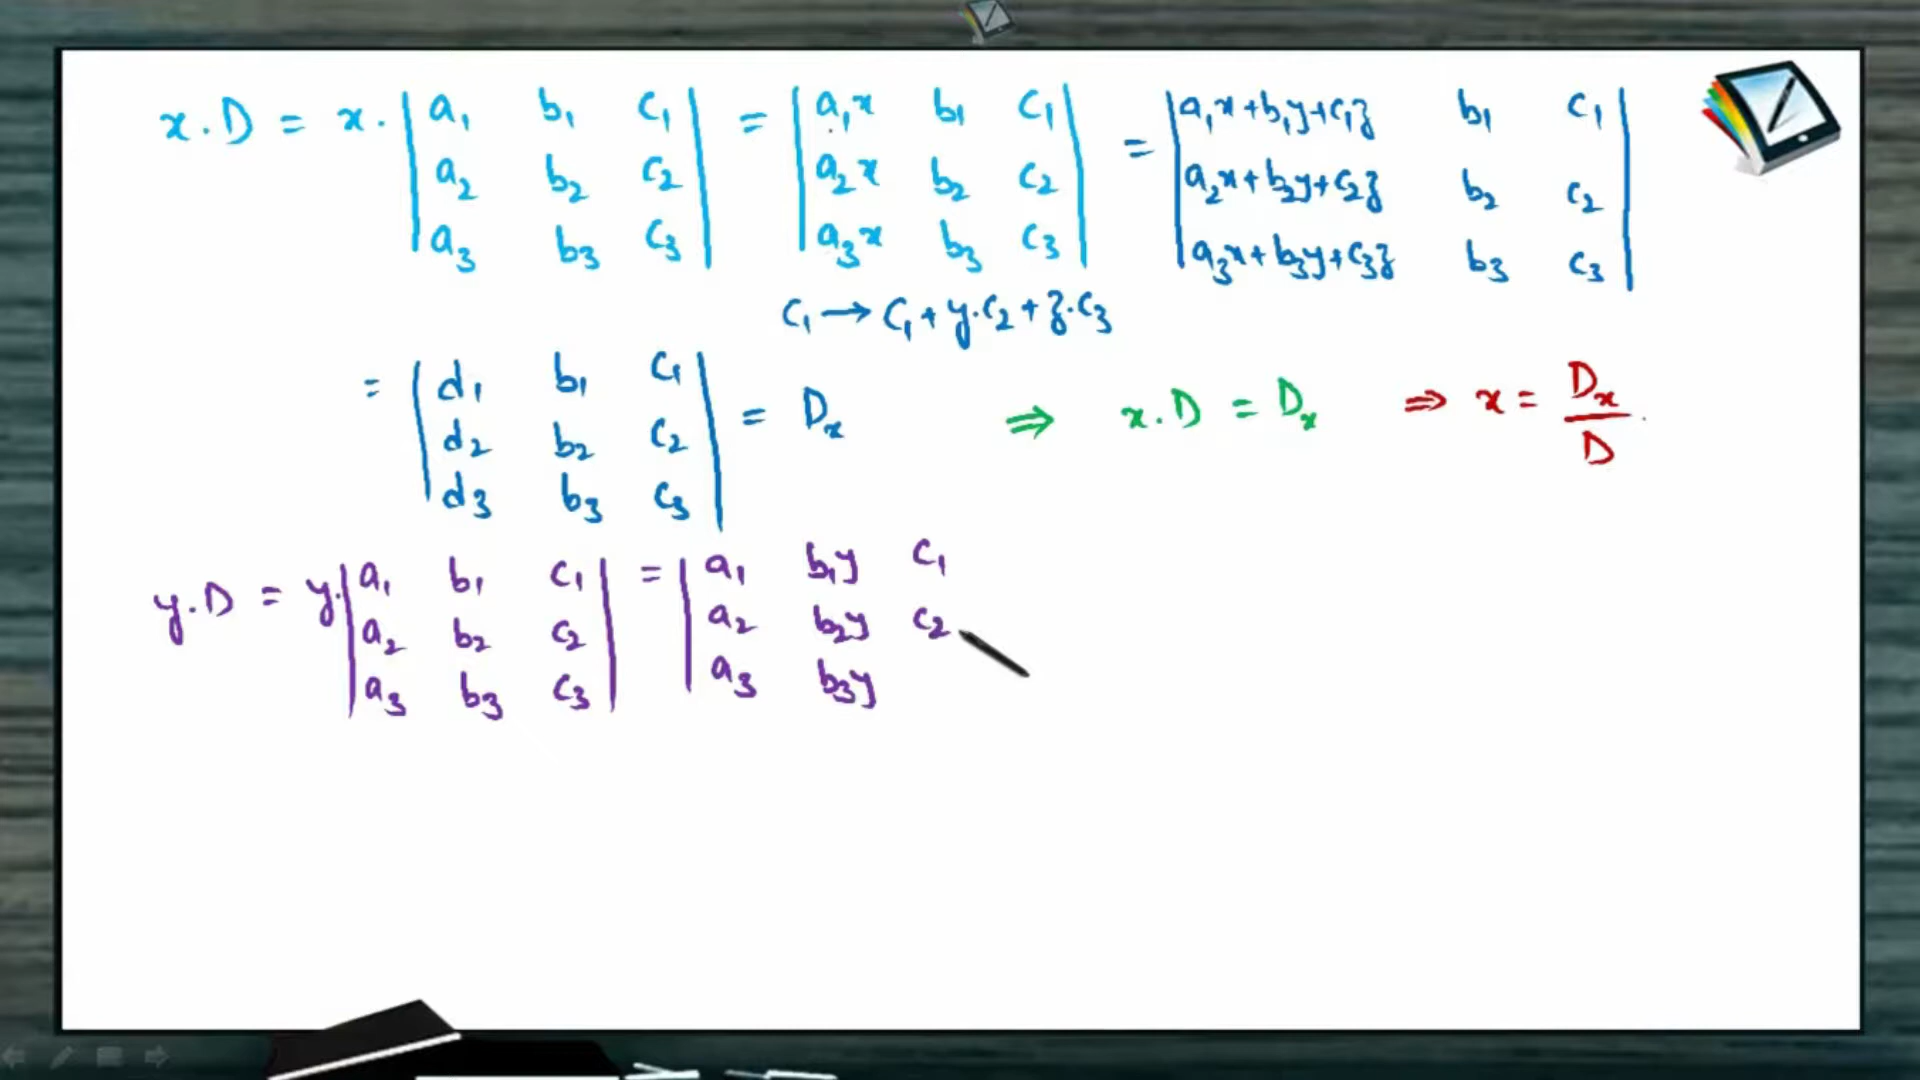 x.D = x. | a₁ b₁ c₁ | = | a₁x b₁ c₁ | = | a₁x+b₁y+c₁z b₁ c₁ |
| a₂ b₂ c₂ | | a₂x b₂ c₂ | | a₂x+b₂y+c₂z b₂ c₂ |
| a₃ b₃ c₃ | | a₃x b₃ c₃ | | a₃x+b₃y+c₃z b₃ c₃ |
C₁ → C₁ + y.C₂ + z.C₃
= | d₁ b₁ c₁ | = Dₓ ⇒ x.D = Dₓ ⇒ x = Dₓ/D
| d₂ b₂ c₂ |
| d₃ b₃ c₃ |
y.D = y. | a₁ b₁ c₁ | = | a₁ b₁y c₁
| a₂ b₂ c₂ | | a₂ b₂y c₂
| a₃ b₃ c₃ | | a₃ b₃y